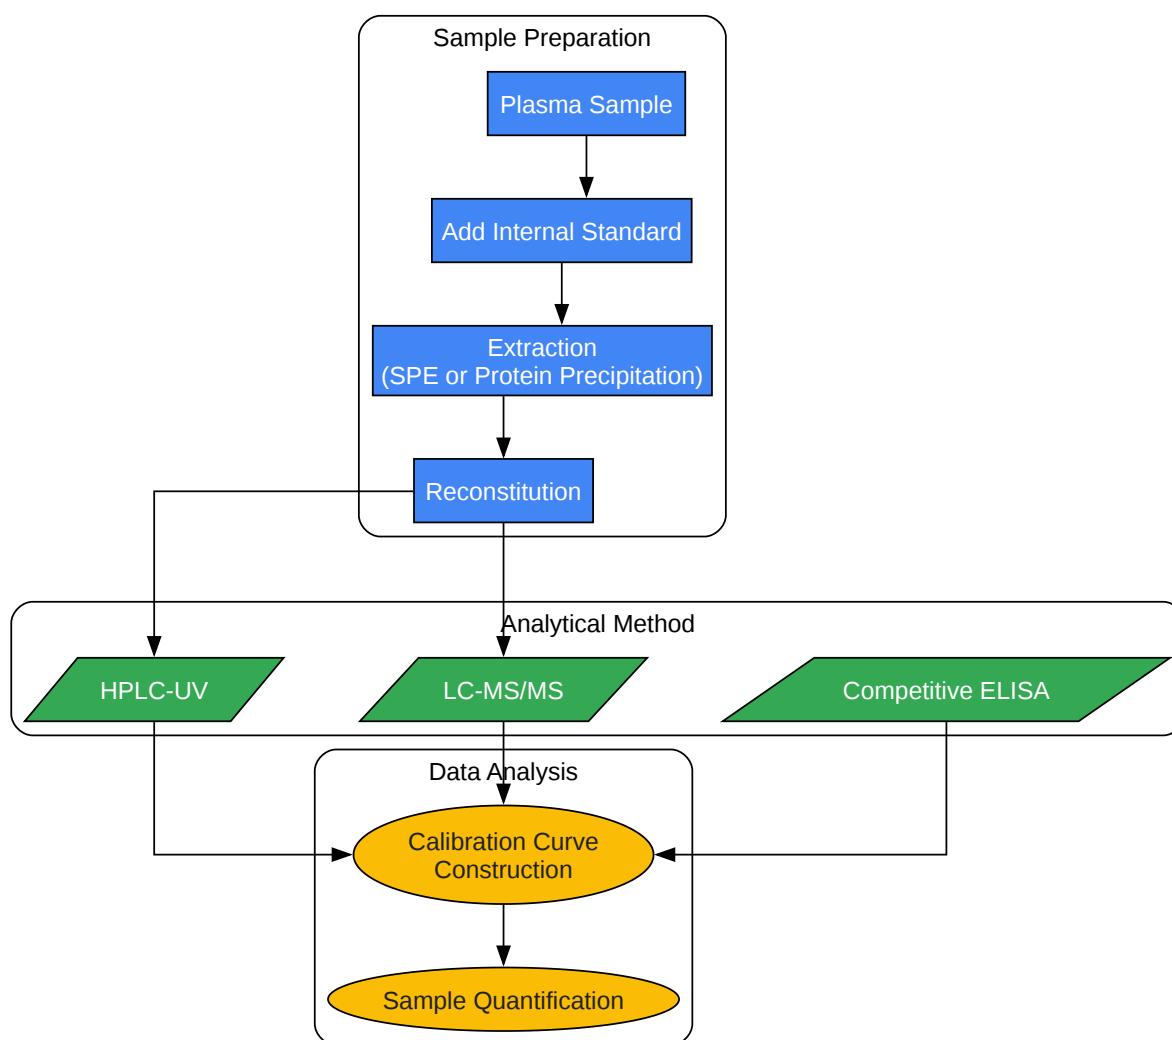 Sample Preparation
Plasma Sample
Add Internal Standard
Extraction
(SPE or Protein Precipitation)
Reconstitution
Analytical Method
HPLC-UV
LC-MS/MS
Competitive ELISA
Data Analysis
Calibration Curve
Construction
Sample Quantification